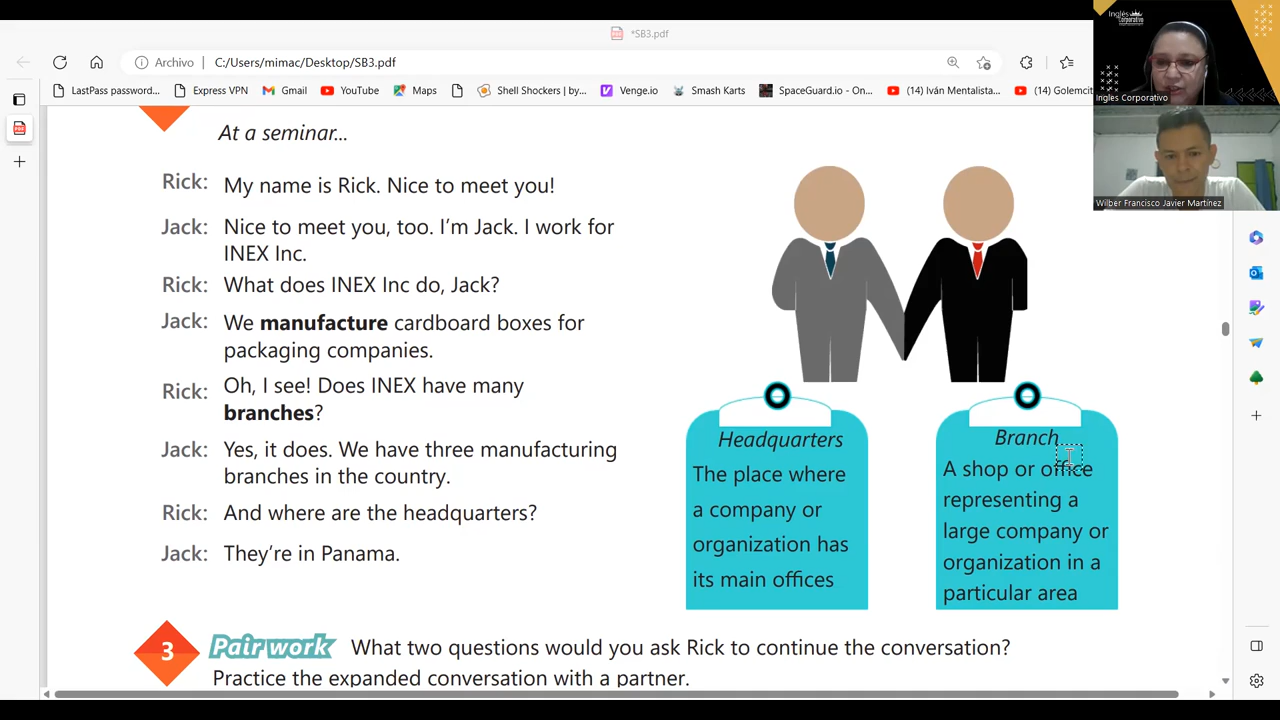 *SB3.pdf
Archivo
C:/Users/mimac/Desktop/SB3.pdf
LastPass password...
Express VPN
Gmail
YouTube
Maps
Shell Shockers | by...
Venge.io
Smash Karts
SpaceGuard.io - On...
(14) Iván Mentalista...
(14) Golemcit
Inglés
Corporativo
Ingles Corporativo
Wilber Francisco Javier Martínez
At a seminar...
Rick: My name is Rick. Nice to meet you!
Jack: Nice to meet you, too. I'm Jack. I work for
INEX Inc.
Rick: What does INEX Inc do, Jack?
Jack: We manufacture cardboard boxes for
packaging companies.
Rick: Oh, I see! Does INEX have many
branches?
Jack: Yes, it does. We have three manufacturing
branches in the country.
Rick: And where are the headquarters?
Jack: They're in Panama.
Headquarters
The place where
a company or
organization has
its main offices
Branch
A shop or office
representing a
large company or
organization in a
particular area
3 Pair work What two questions would you ask Rick to continue the conversation?
Practice the expanded conversation with a partner.